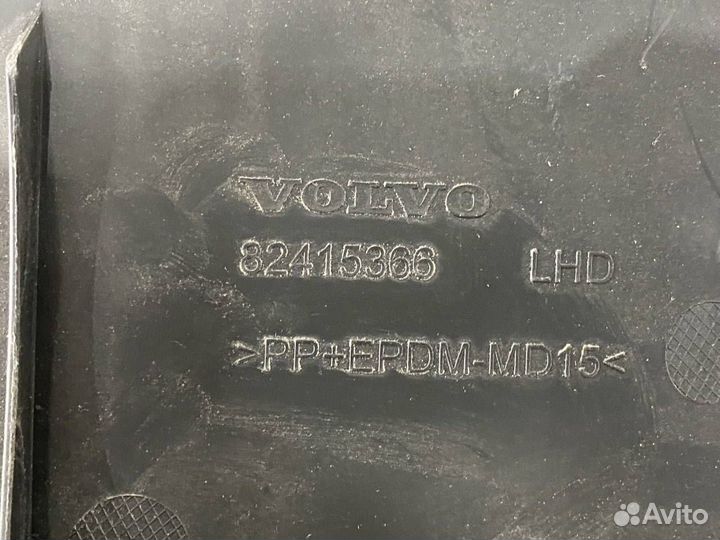 VOLVO
82415366 LHD
>PP+EPDM-MD15<
Avito